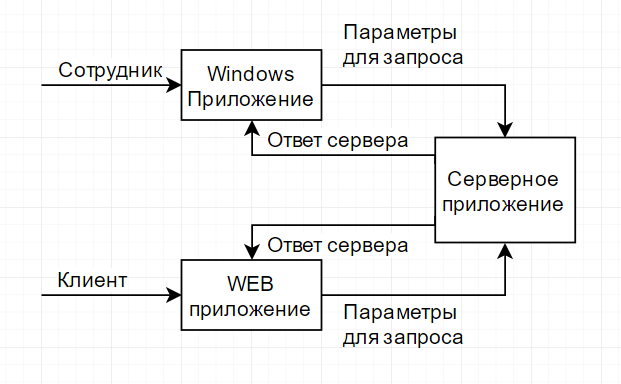 Параметры
для запроса
Сотрудник
Windows
Приложение
Ответ сервера
Серверное
приложение
Ответ сервера
Клиент
WEB
приложение
Параметры
для запроса